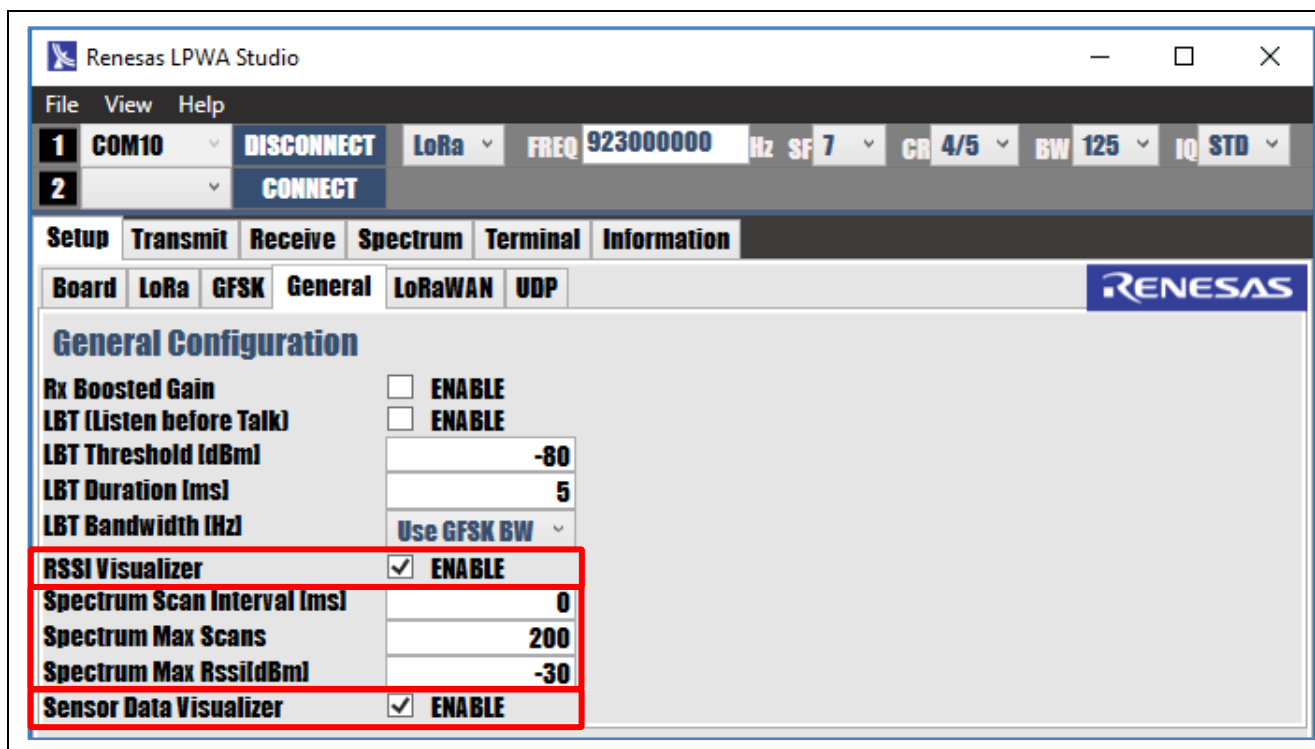 Renesas LPWA Studio
File View Help
1 COM10 DISCONNECT LoRa FREQ 923000000 Hz SF 7 CR 4/5 BW 125 IQ STD
2 CONNECT
Setup Transmit Receive Spectrum Terminal Information
Board LoRa GFSK General LoRaWAN UDP RENESAS
General Configuration
Rx Boosted Gain ENABLE
LBT (Listen before Talk) ENABLE
LBT Threshold [dBm] -80
LBT Duration [ms] 5
LBT Bandwidth [Hz] Use GFSK BW
RSSI Visualizer ENABLE
Spectrum Scan Interval [ms] 0
Spectrum Max Scans 200
Spectrum Max Rssi[dBm] -30
Sensor Data Visualizer ENABLE